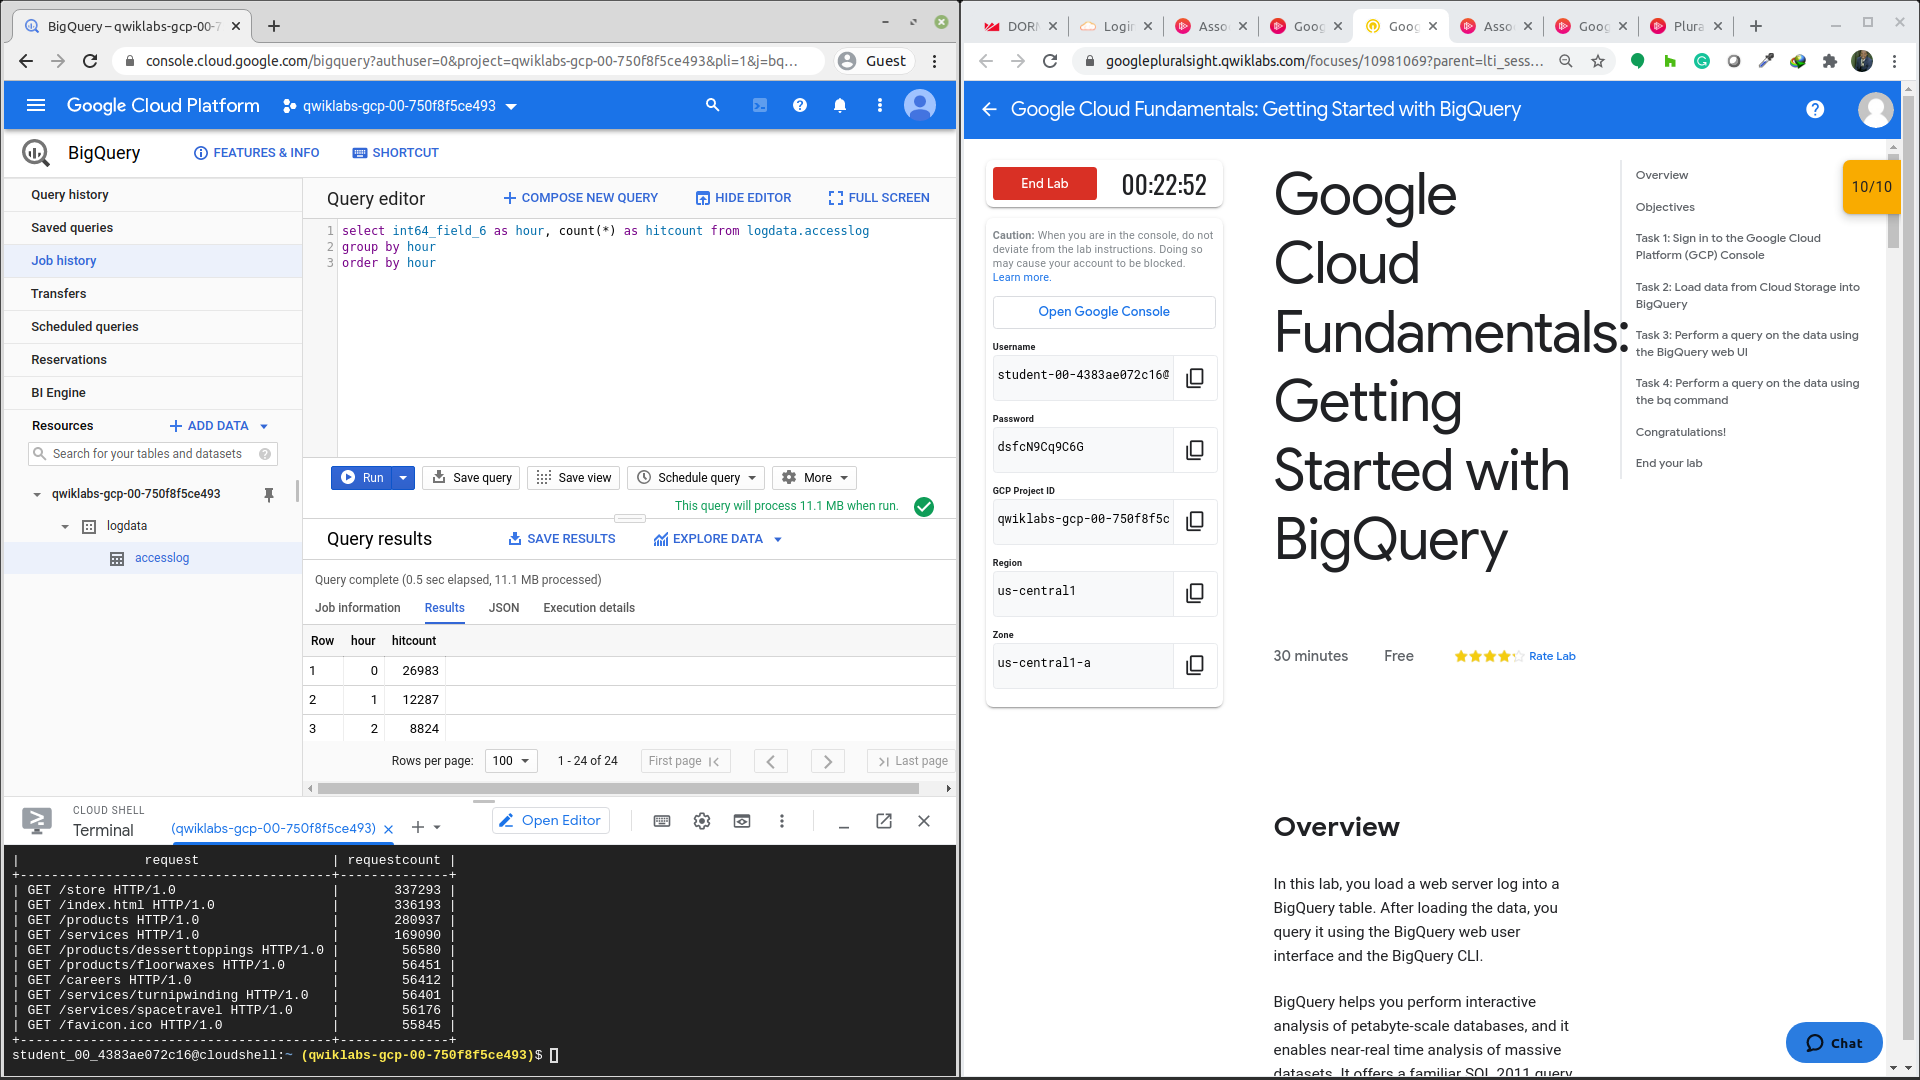 BigQuery – qwiklabs-gcp-00-7
console.cloud.google.com/bigquery?authuser=0&project=qwiklabs-gcp-00-750f8f5ce493&pli=1&j=bq...
Guest
Google Cloud Platform
qwiklabs-gcp-00-750f8f5ce493
BigQuery
FEATURES & INFO
SHORTCUT
Query history
Saved queries
Job history
Transfers
Scheduled queries
Reservations
BI Engine
Resources
ADD DATA
Search for your tables and datasets
qwiklabs-gcp-00-750f8f5ce493
logdata
accesslog
Query editor
COMPOSE NEW QUERY
HIDE EDITOR
FULL SCREEN
1 select int64_field_6 as hour, count(*) as hitcount from logdata.accesslog
2 group by hour
3 order by hour
Run
Save query
Save view
Schedule query
More
This query will process 11.1 MB when run.
Query results
SAVE RESULTS
EXPLORE DATA
Query complete (0.5 sec elapsed, 11.1 MB processed)
Job information
Results
JSON
Execution details
Row hour hitcount
1 0 26983
2 1 12287
3 2 8824
Rows per page:
100
1 - 24 of 24
First page
Last page
CLOUD SHELL
Terminal
(qwiklabs-gcp-00-750f8f5ce493)
Open Editor
| request | requestcount |
+----------------------------------------+--------------+
| GET /store HTTP/1.0 | 337293 |
| GET /index.html HTTP/1.0 | 336193 |
| GET /products HTTP/1.0 | 280937 |
| GET /services HTTP/1.0 | 169090 |
| GET /products/desserttoppings HTTP/1.0 | 56580 |
| GET /products/floorwaxes HTTP/1.0 | 56451 |
| GET /careers HTTP/1.0 | 56412 |
| GET /services/turnipwinding HTTP/1.0 | 56401 |
| GET /services/spacetravel HTTP/1.0 | 56176 |
| GET /favicon.ico HTTP/1.0 | 55845 |
+----------------------------------------+--------------+
student_00_4383ae072c16@cloudshell:~ (qwiklabs-gcp-00-750f8f5ce493)$
DORM
Login
Asso
Goog
Goog
Asso
Goog
Plura
googlepluralsight.qwiklabs.com/focuses/10981069?parent=lti_sess...
Google Cloud Fundamentals: Getting Started with BigQuery
End Lab
00:22:52
Caution: When you are in the console, do not
deviate from the lab instructions. Doing so
may cause your account to be blocked.
Learn more.
Open Google Console
Username
student-00-4383ae072c16@
Password
dsfcN9Cq9C6G
GCP Project ID
qwiklabs-gcp-00-750f8f5c
Region
us-central1
Zone
us-central1-a
Google
Cloud
Fundamentals:
Getting
Started with
BigQuery
30 minutes
Free
Rate Lab
Overview
In this lab, you load a web server log into a
BigQuery table. After loading the data, you
query it using the BigQuery web user
interface and the BigQuery CLI.
BigQuery helps you perform interactive
analysis of petabyte-scale databases, and it
enables near-real time analysis of massive
datasets. It offers a familiar SQL 2011 query
Overview
Objectives
Task 1: Sign in to the Google Cloud
Platform (GCP) Console
Task 2: Load data from Cloud Storage into
BigQuery
Task 3: Perform a query on the data using
the BigQuery web UI
Task 4: Perform a query on the data using
the bq command
Congratulations!
End your lab
10/10
Chat